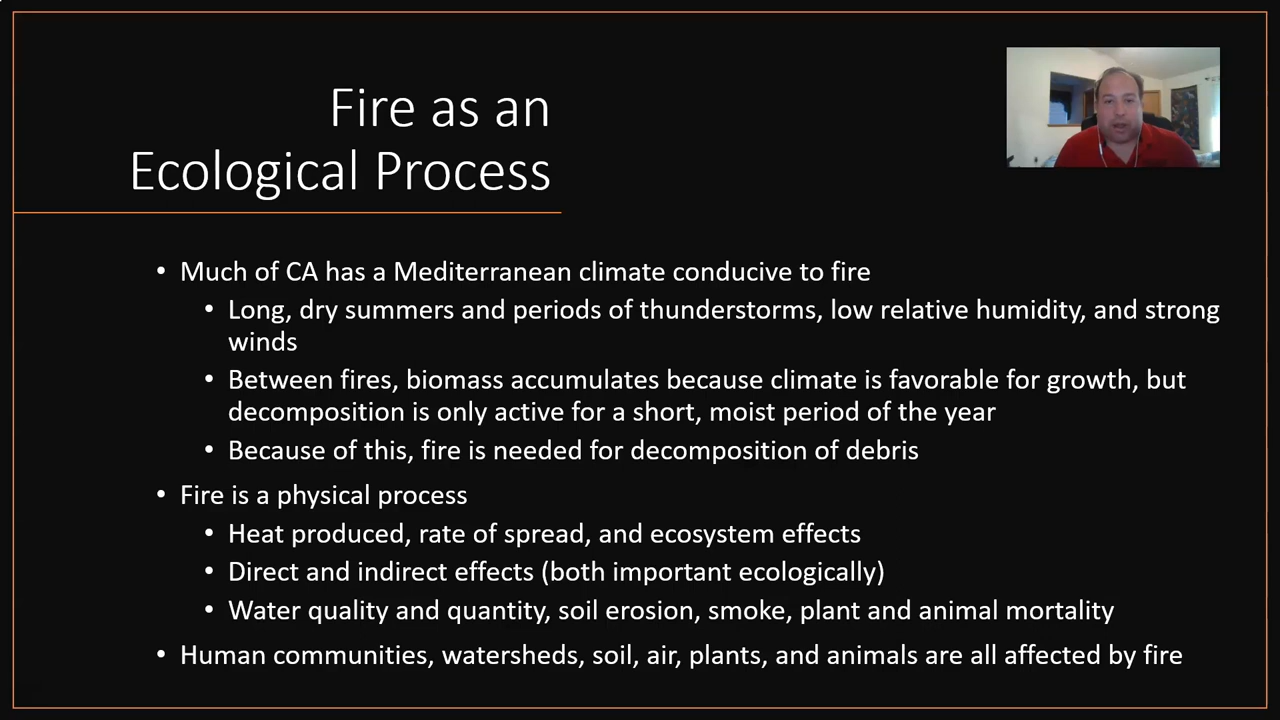 Fire as an
Ecological Process
• Much of CA has a Mediterranean climate conducive to fire
• Long, dry summers and periods of thunderstorms, low relative humidity, and strong
winds
• Between fires, biomass accumulates because climate is favorable for growth, but
decomposition is only active for a short, moist period of the year
• Because of this, fire is needed for decomposition of debris
• Fire is a physical process
• Heat produced, rate of spread, and ecosystem effects
• Direct and indirect effects (both important ecologically)
• Water quality and quantity, soil erosion, smoke, plant and animal mortality
• Human communities, watersheds, soil, air, plants, and animals are all affected by fire